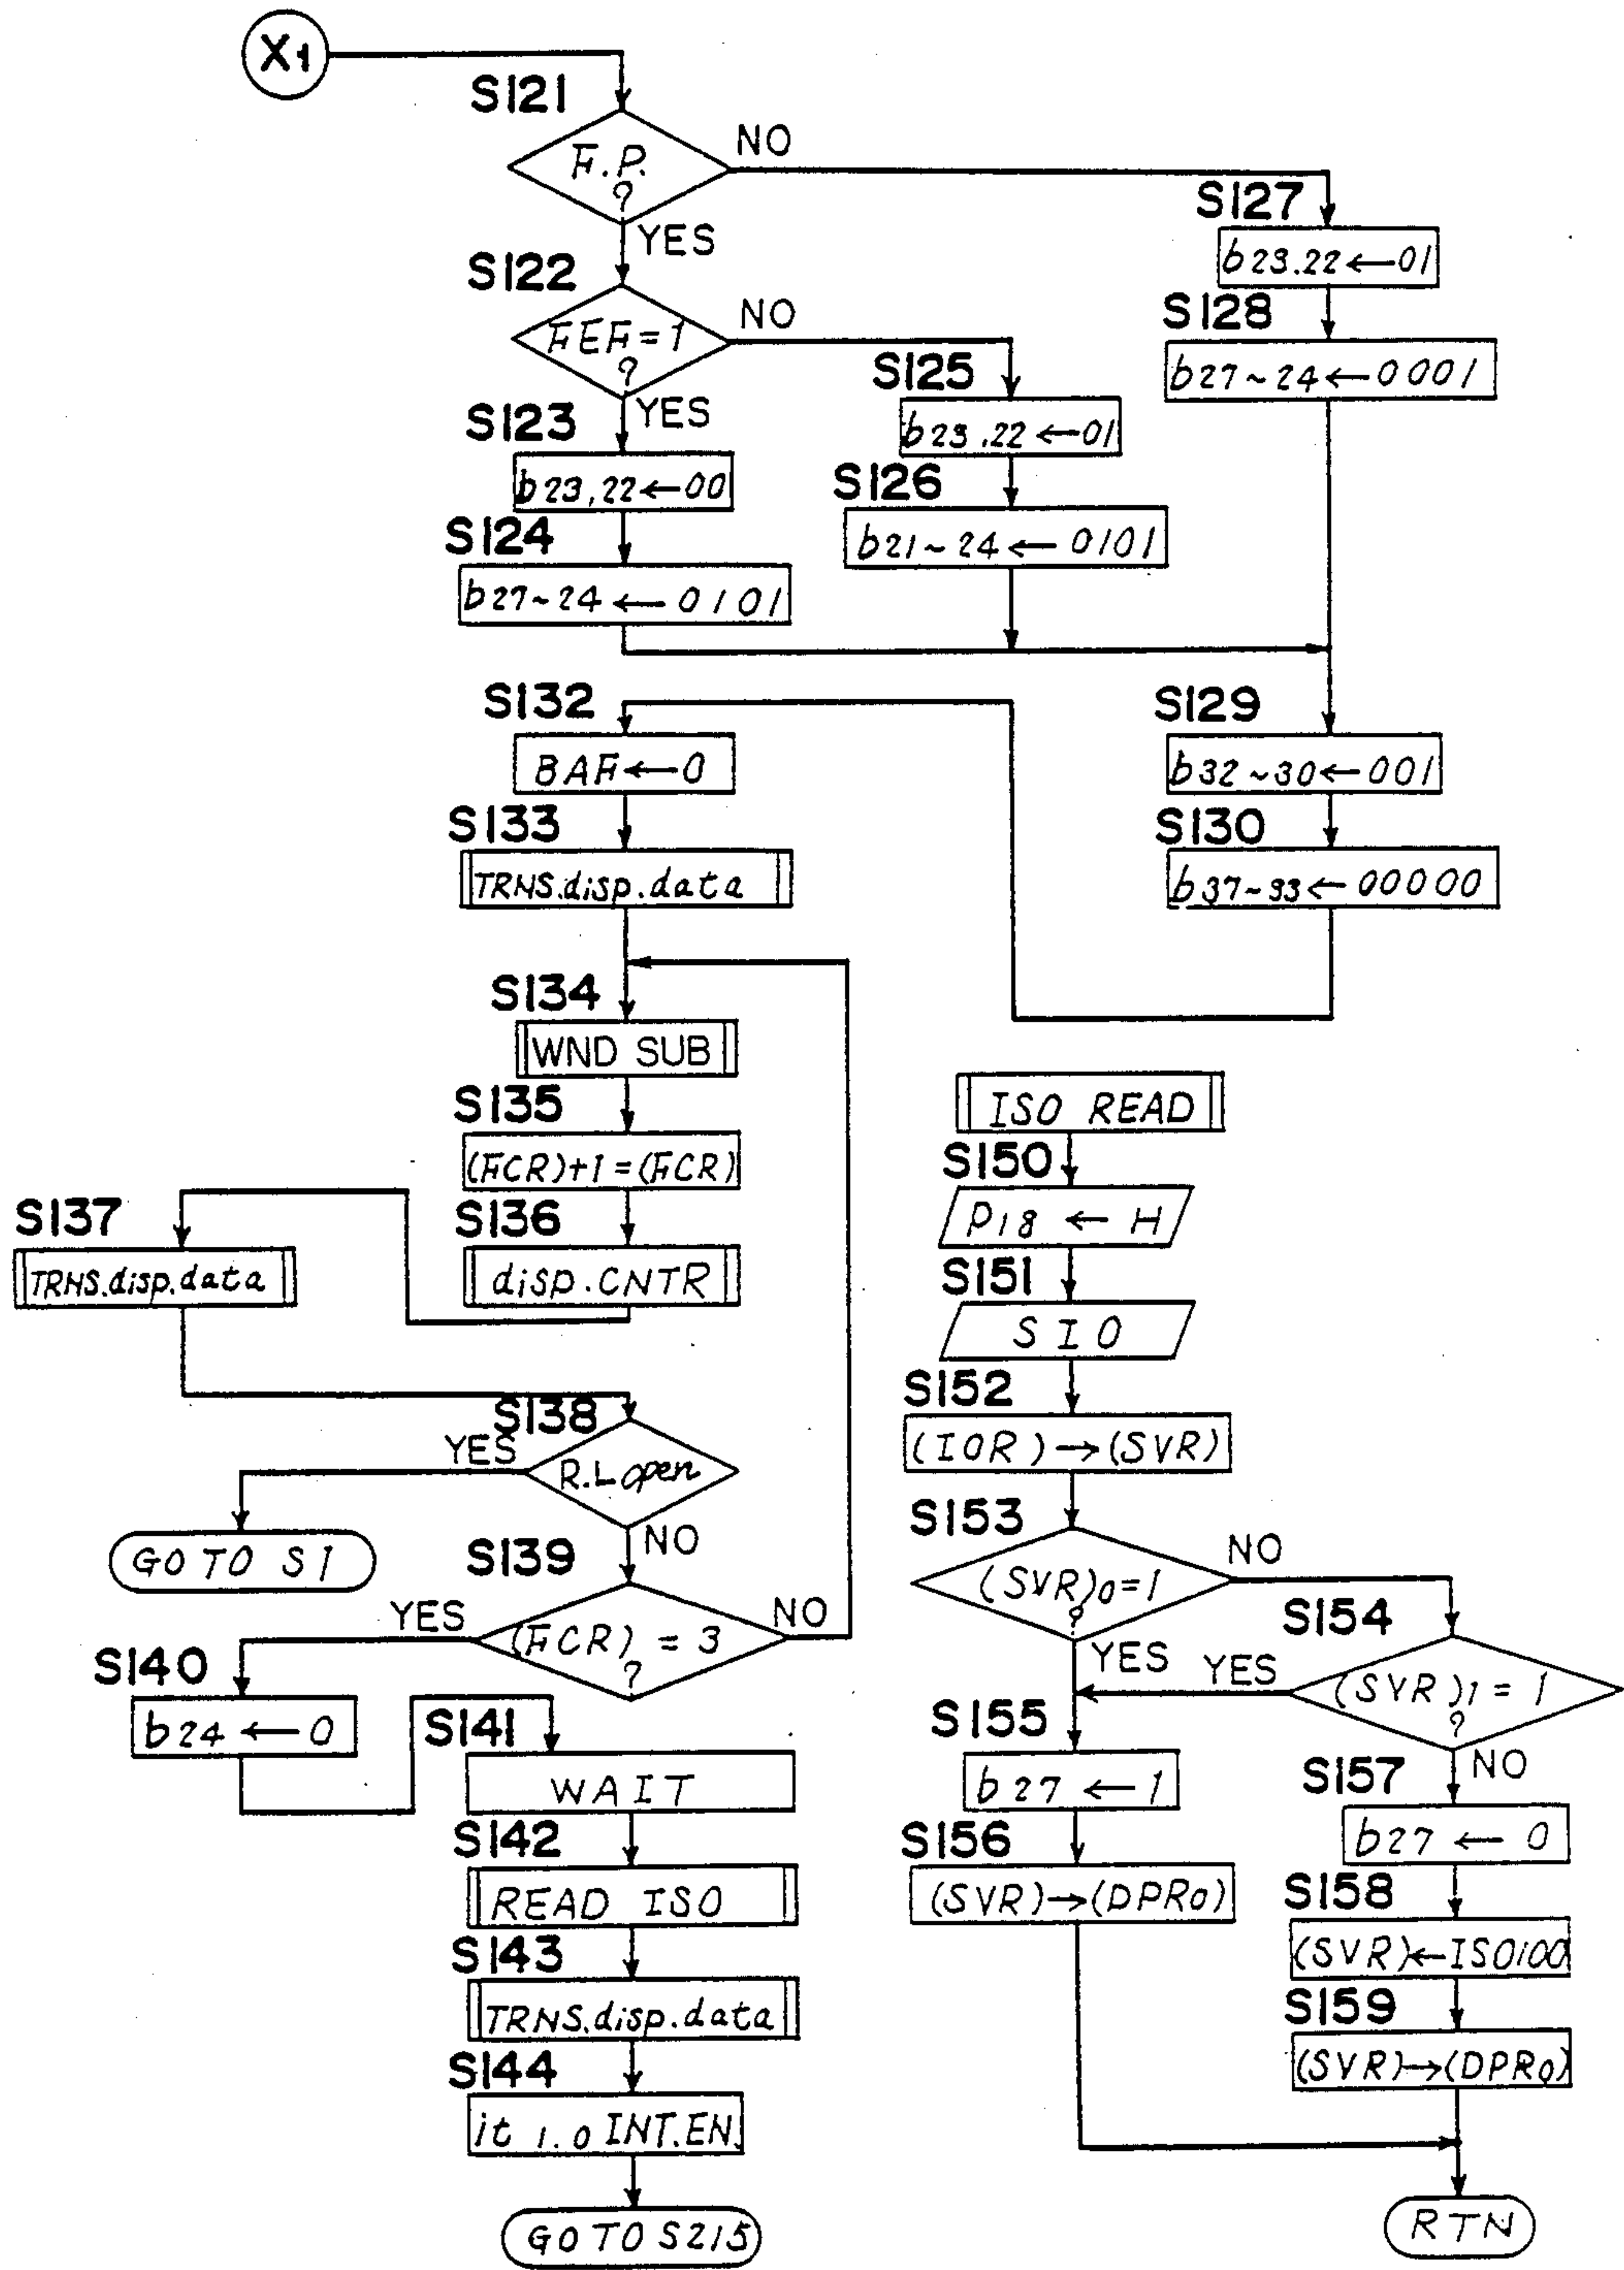 X1
S121
F.P.
?
NO
YES
S122
FEF=1
?
NO
YES
S123
b23,22←00
S124
b27~24←0101
S125
b23.22←01
S126
b21~24←0101
S127
b23.22←01
S128
b27~24←0001
S129
b32~30←001
S130
b37~33←00000
S132
BAF←0
S133
TRNS.disp.data
S134
WND SUB
S135
(FCR)+1=(FCR)
S136
disp.CNTR
S137
TRNS.disp.data
S138
YES
R.Lopen
NO
GO TO S1
S139
YES
(FCR) = 3
?
NO
S140
b24←0
S141
WAIT
S142
READ ISO
S143
TRNS.disp.data
S144
it 1.0 INT.EN.
GO TO S215
ISO READ
S150
P18 ← H
S151
SIO
S152
(IOR)→(SVR)
S153
(SVR)0=1
?
NO
YES
S154
YES
(SVR)1=1
?
NO
S155
b27←1
S156
(SVR)→(DPR0)
S157
b27←0
S158
(SVR)←ISO100
S159
(SVR)→(DPR0)
RTN